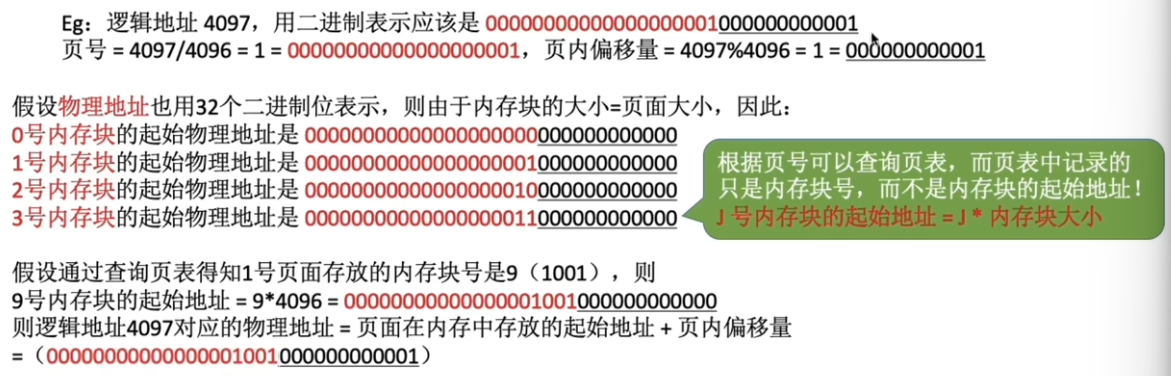 Eg：逻辑地址 4097，用二进制表示应该是 00000000000000000001000000000001
页号 = 4097/4096 = 1 = 00000000000000000001，页内偏移量 = 4097%4096 = 1 = 000000000001
假设物理地址也用32个二进制位表示，则由于内存块的大小=页面大小，因此：
0号内存块的起始物理地址是 00000000000000000000000000000000
1号内存块的起始物理地址是 00000000000000000001000000000000
2号内存块的起始物理地址是 00000000000000000010000000000000
3号内存块的起始物理地址是 00000000000000000011000000000000
根据页号可以查询页表，而页表中记录的
只是内存块号，而不是内存块的起始地址！
J 号内存块的起始地址 = J * 内存块大小
假设通过查询页表得知1号页面存放的内存块号是9（1001），则
9号内存块的起始地址 = 9*4096 = 00000000000000001001000000000000
则逻辑地址4097对应的物理地址 = 页面在内存中存放的起始地址 + 页内偏移量
=（00000000000000001001000000000001）